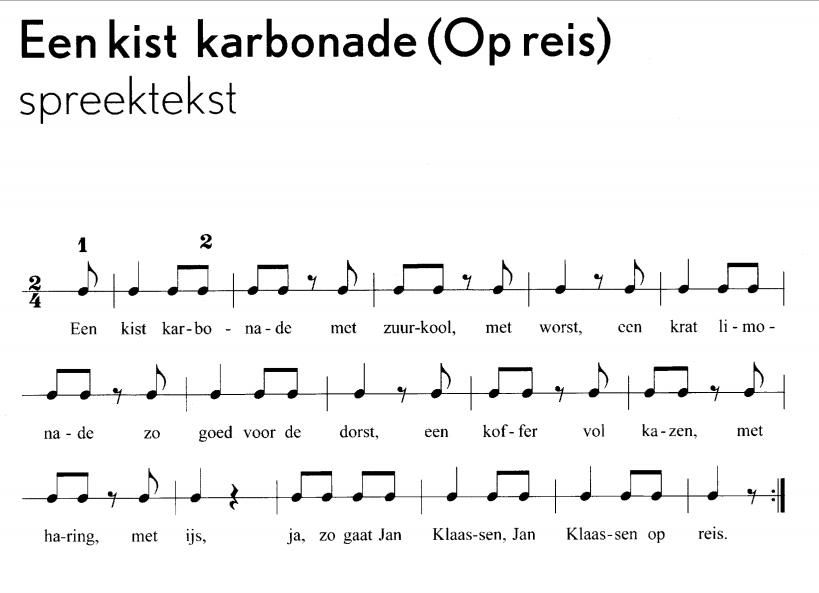 Een kist karbonade (Op reis)
spreektekst
1 2
2
4
Een kist kar-bo - na-de met zuur-kool, met worst, een krat li-mo-
na-de zo goed voor de dorst, een kof-fer vol ka-zen, met
ha-ring, met ijs, ja, zo gaat Jan Klaas-sen, Jan Klaas-sen op reis.